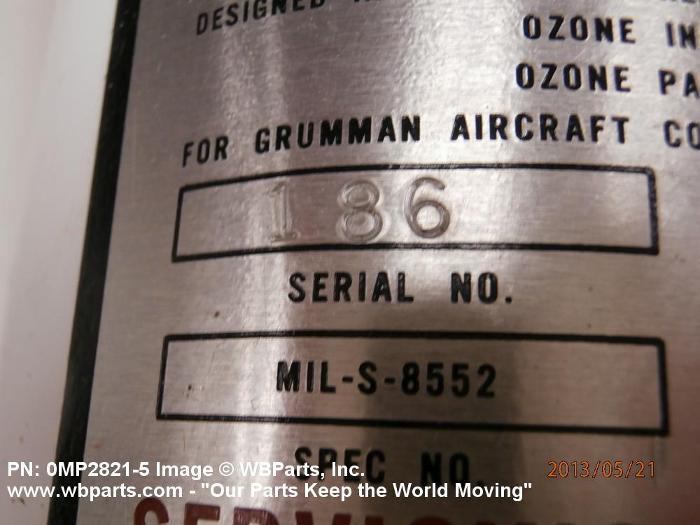 DESIGNED
OZONE IN
OZONE PA
FOR GRUMMAN AIRCRAFT CO
186
SERIAL NO.
MIL-S-8552
SPEC NO.
2013/05/21
PN: 0MP2821-5 Image © WBParts, Inc.
www.wbparts.com - "Our Parts Keep the World Moving"